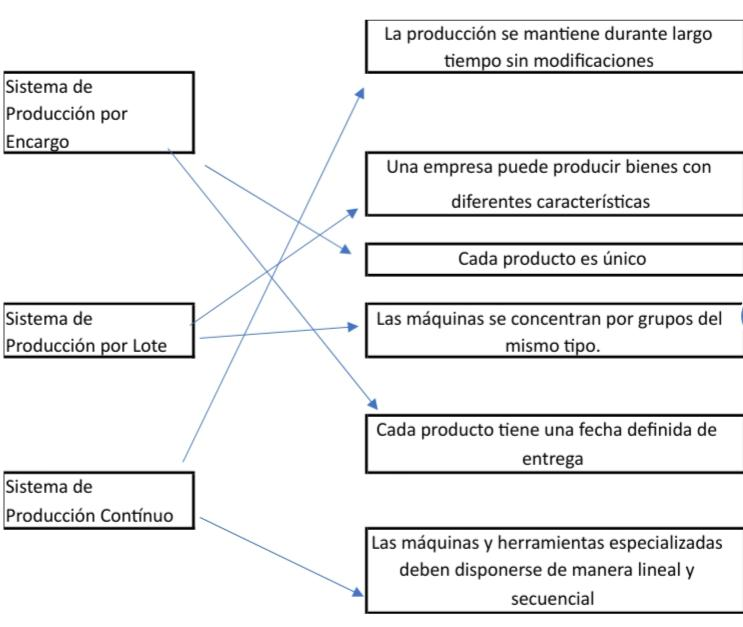 La producción se mantiene durante largo
tiempo sin modificaciones
Sistema de
Producción por
Encargo
Una empresa puede producir bienes con
diferentes características
Cada producto es único
Sistema de
Producción por Lote
Las máquinas se concentran por grupos del
mismo tipo.
Cada producto tiene una fecha definida de
entrega
Sistema de
Producción Contínuo
Las máquinas y herramientas especializadas
deben disponerse de manera lineal y
secuencial